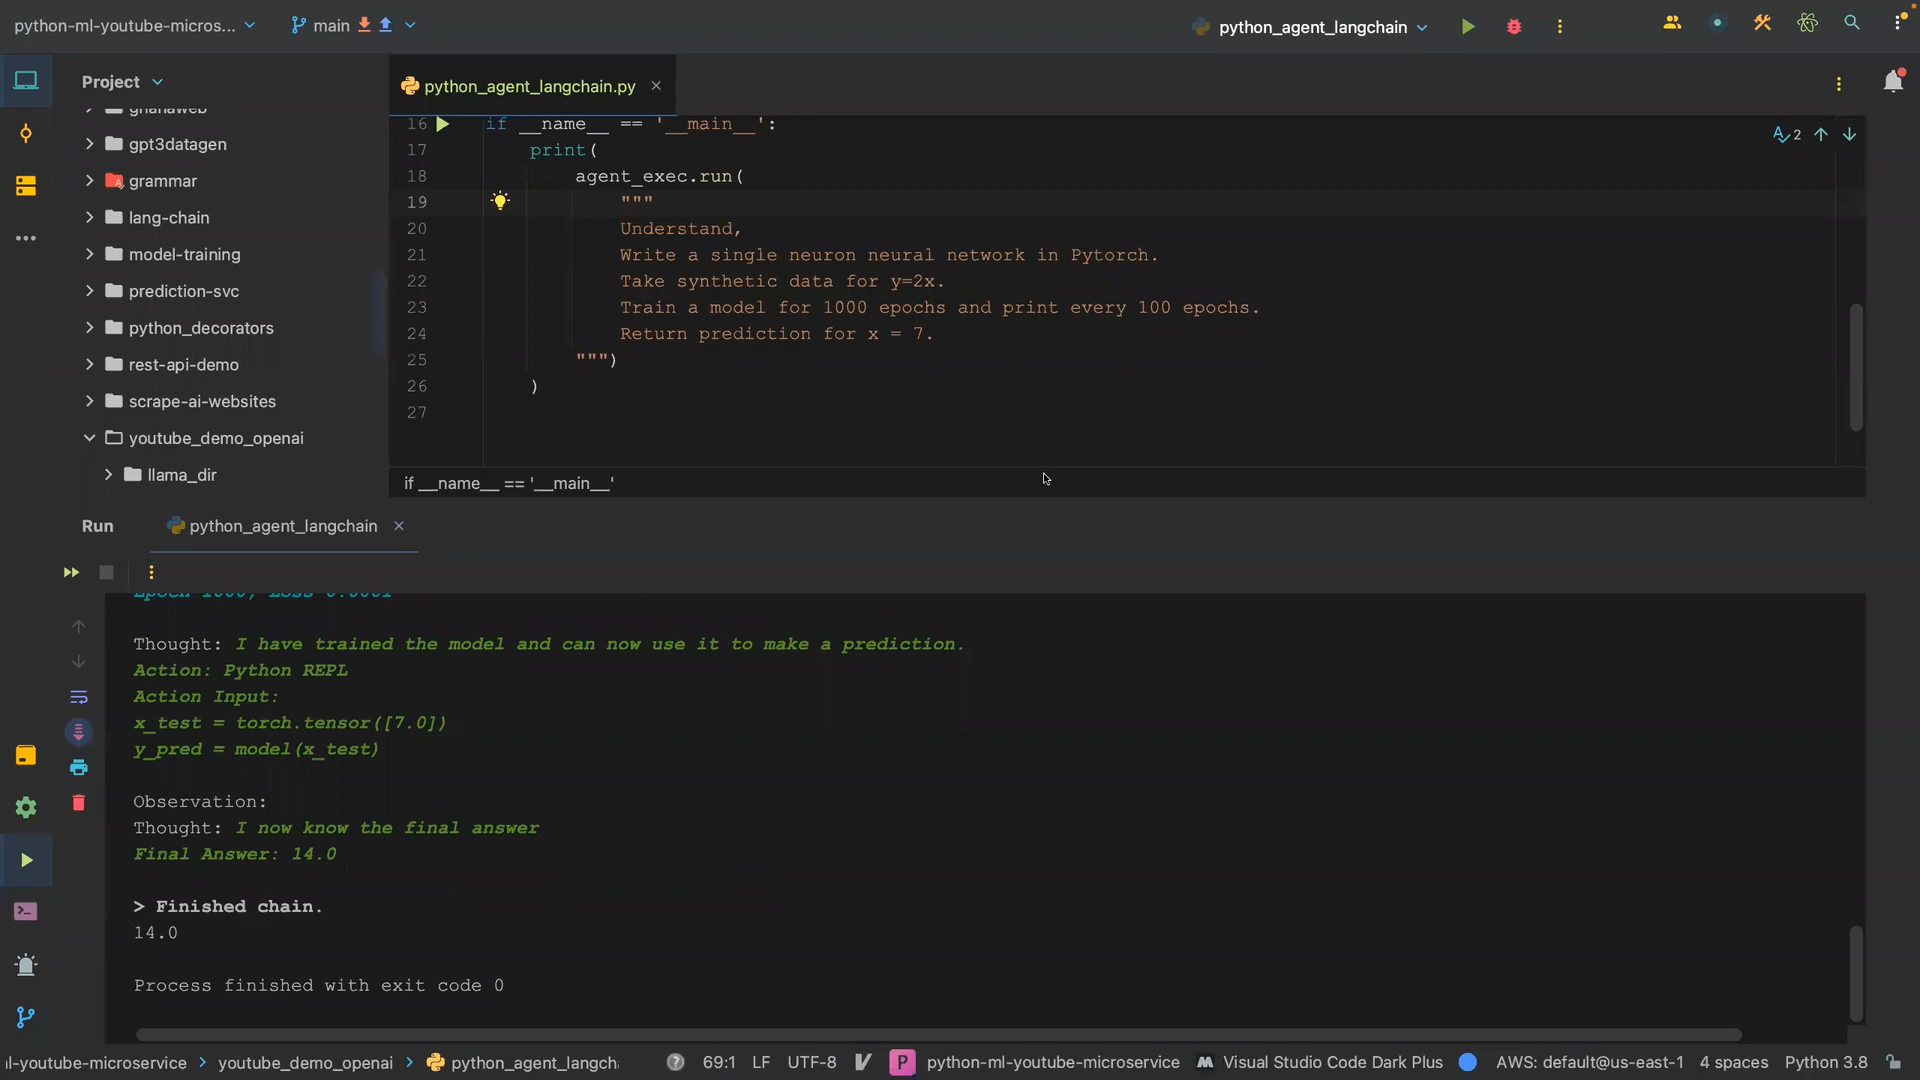 python-ml-youtube-micros...
main
python_agent_langchain
Project
python_agent_langchain.py
gnanaweb
gpt3datagen
grammar
lang-chain
model-training
prediction-svc
python_decorators
rest-api-demo
scrape-ai-websites
youtube_demo_openai
llama_dir
16 if __name__ == '__main__':
17 print(
18 agent_exec.run(
19 """
20 Understand,
21 Write a single neuron neural network in Pytorch.
22 Take synthetic data for y=2x.
23 Train a model for 1000 epochs and print every 100 epochs.
24 Return prediction for x = 7.
25 """)
26 )
27
2
if __name__ == '__main__'
Run
python_agent_langchain
Epoch 1000, Loss 0.0001
Thought: I have trained the model and can now use it to make a prediction.
Action: Python REPL
Action Input:
x_test = torch.tensor([7.0])
y_pred = model(x_test)
Observation:
Thought: I now know the final answer
Final Answer: 14.0
> Finished chain.
14.0
Process finished with exit code 0
l-youtube-microservice > youtube_demo_openai > python_agent_langch
69:1 LF UTF-8 P python-ml-youtube-microservice Visual Studio Code Dark Plus AWS: default@us-east-1 4 spaces Python 3.8